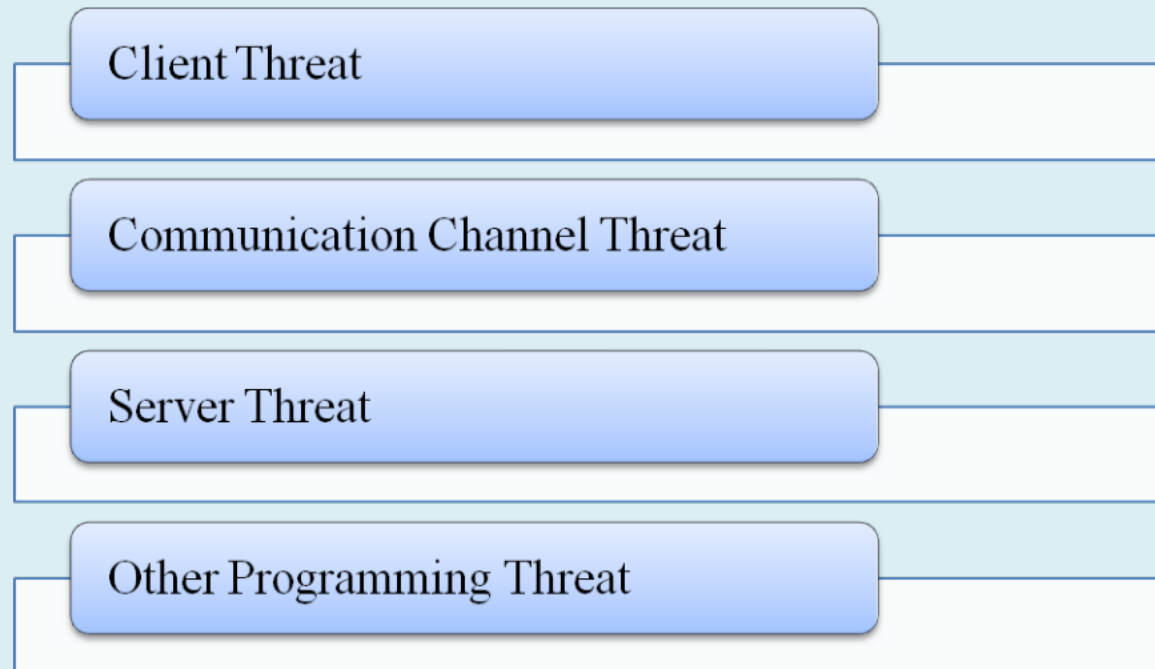 Client Threat
Communication Channel Threat
Server Threat
Other Programming Threat